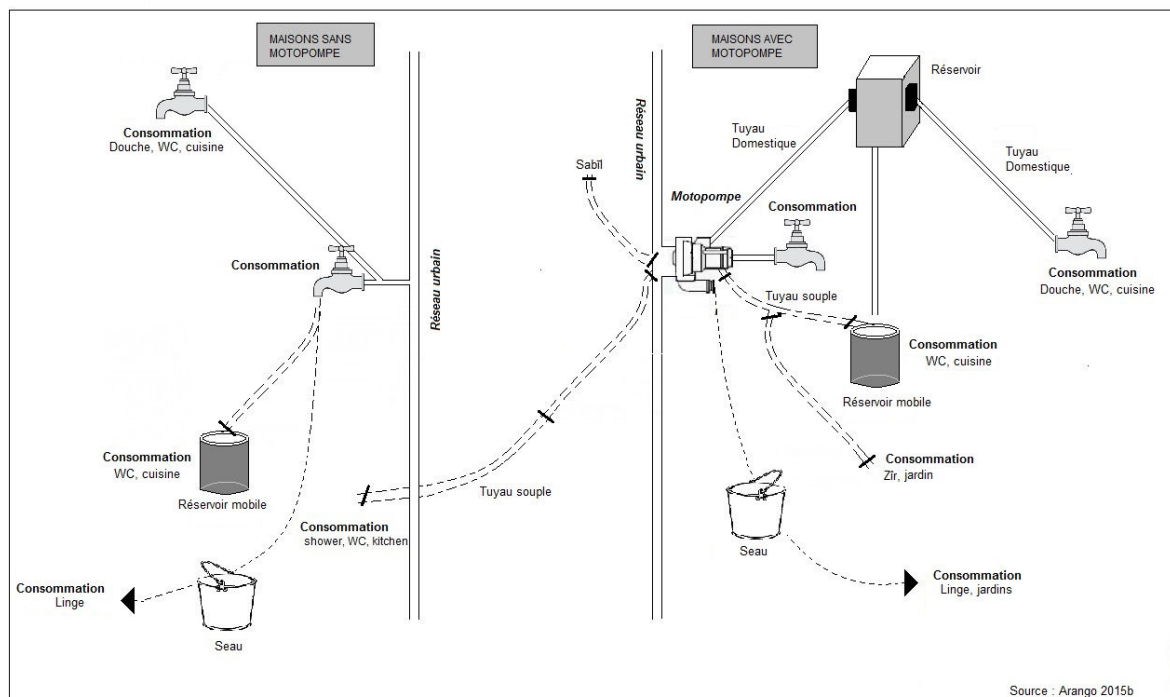 MAISONS SANS
MOTOPOMPE
Consommation
Douche, WC, cuisine
Consommation
Réseau urbain
Consommation
WC, cuisine
Réservoir mobile
Consommation
shower, WC, kitchen
Tuyau souple
Consommation
Linge
Seau
MAISONS AVEC
MOTOPOMPE
Réservoir
Réseau urbain
Tuyau
Domestique
Tuyau
Domestique
Sabīl
Motopompe
Consommation
Consommation
Douche, WC, cuisine
Tuyau souple
Consommation
WC, cuisine
Réservoir mobile
Consommation
Zīr, jardin
Seau
Consommation
Linge, jardins
Source : Arango 2015b